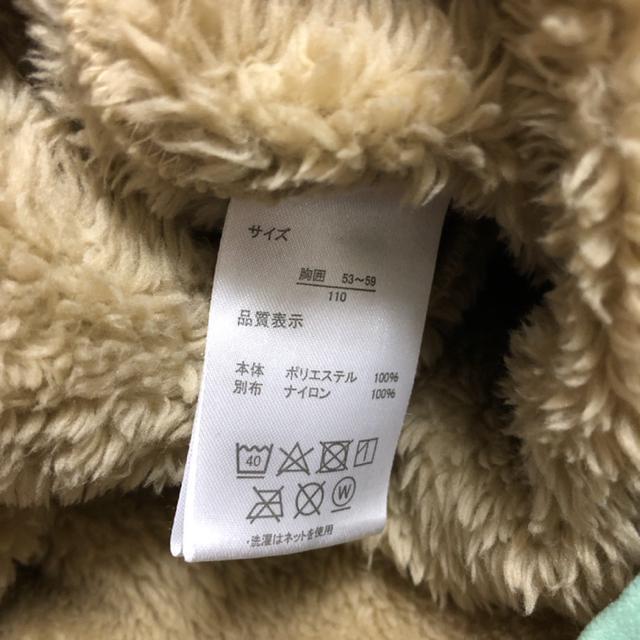 サイズ
胸囲 53～59
110
品質表示
本体 ポリエステル 100%
別布 ナイロン 100%
40
W
・洗濯はネットを使用